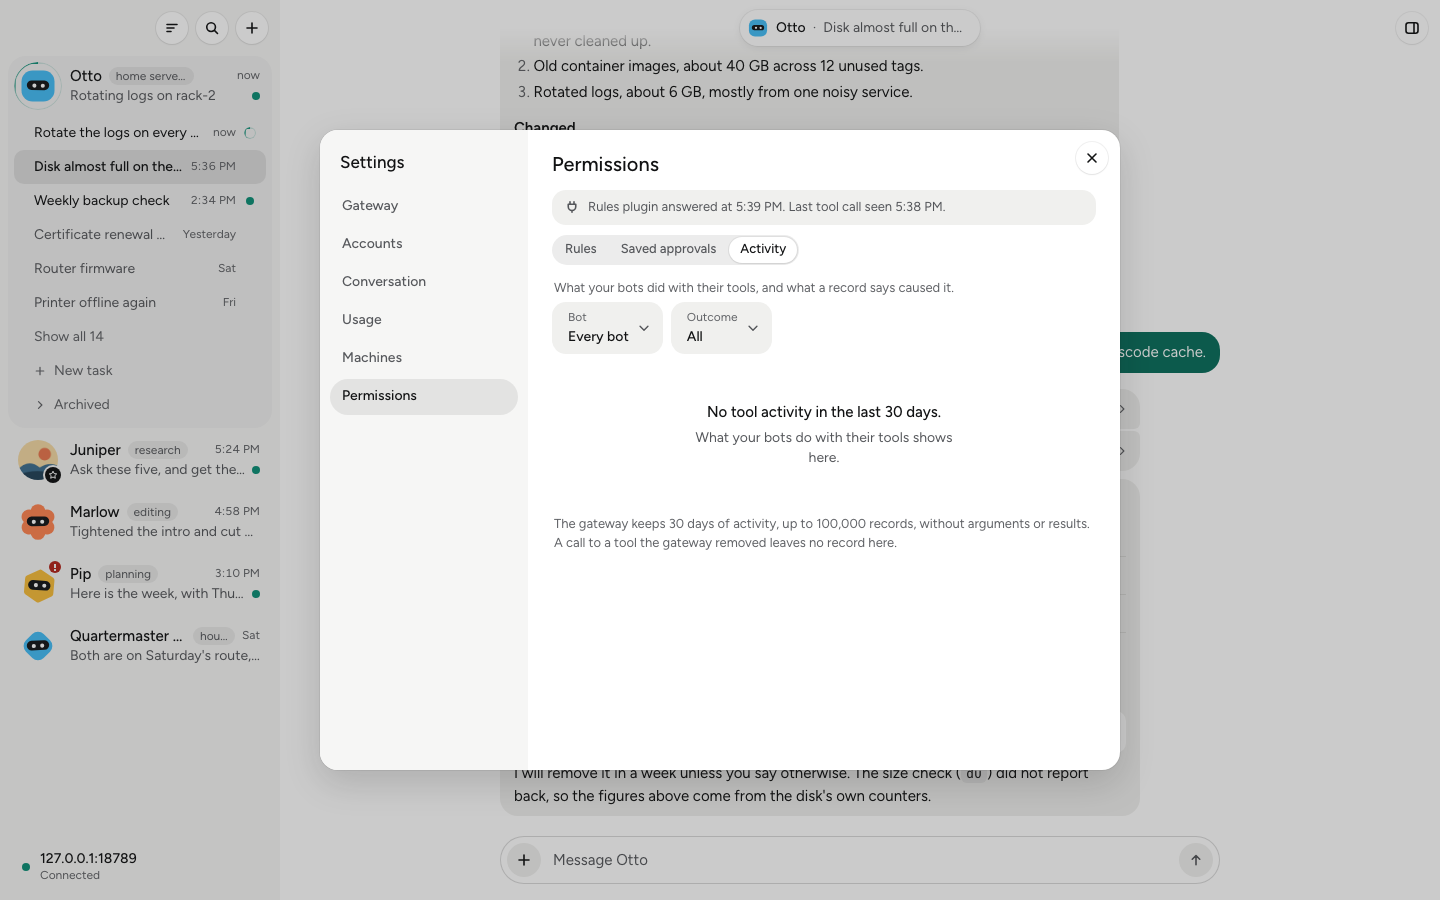 Otto home serve... now
Rotating logs on rack-2
Rotate the logs on every ... now
Disk almost full on the... 5:36 PM
Weekly backup check 2:34 PM
Certificate renewal ... Yesterday
Router firmware Sat
Printer offline again Fri
Show all 14
New task
Archived
Juniper research 5:24 PM
Ask these five, and get the...
Marlow editing 4:58 PM
Tightened the intro and cut ...
Pip planning 3:10 PM
Here is the week, with Thu...
Quartermaster ... hou... Sat
Both are on Saturday's route,...
127.0.0.1:18789
Connected
Otto · Disk almost full on th...
never cleaned up.
2. Old container images, about 40 GB across 12 unused tags.
3. Rotated logs, about 6 GB, mostly from one noisy service.
Changed
scode cache.
Settings
Gateway
Accounts
Conversation
Usage
Machines
Permissions
Permissions
Rules plugin answered at 5:39 PM. Last tool call seen 5:38 PM.
Rules Saved approvals Activity
What your bots did with their tools, and what a record says caused it.
Bot
Every bot
Outcome
All
No tool activity in the last 30 days.
What your bots do with their tools shows
here.
The gateway keeps 30 days of activity, up to 100,000 records, without arguments or results.
A call to a tool the gateway removed leaves no record here.
I will remove it in a week unless you say otherwise. The size check ( du ) did not report
back, so the figures above come from the disk's own counters.
Message Otto